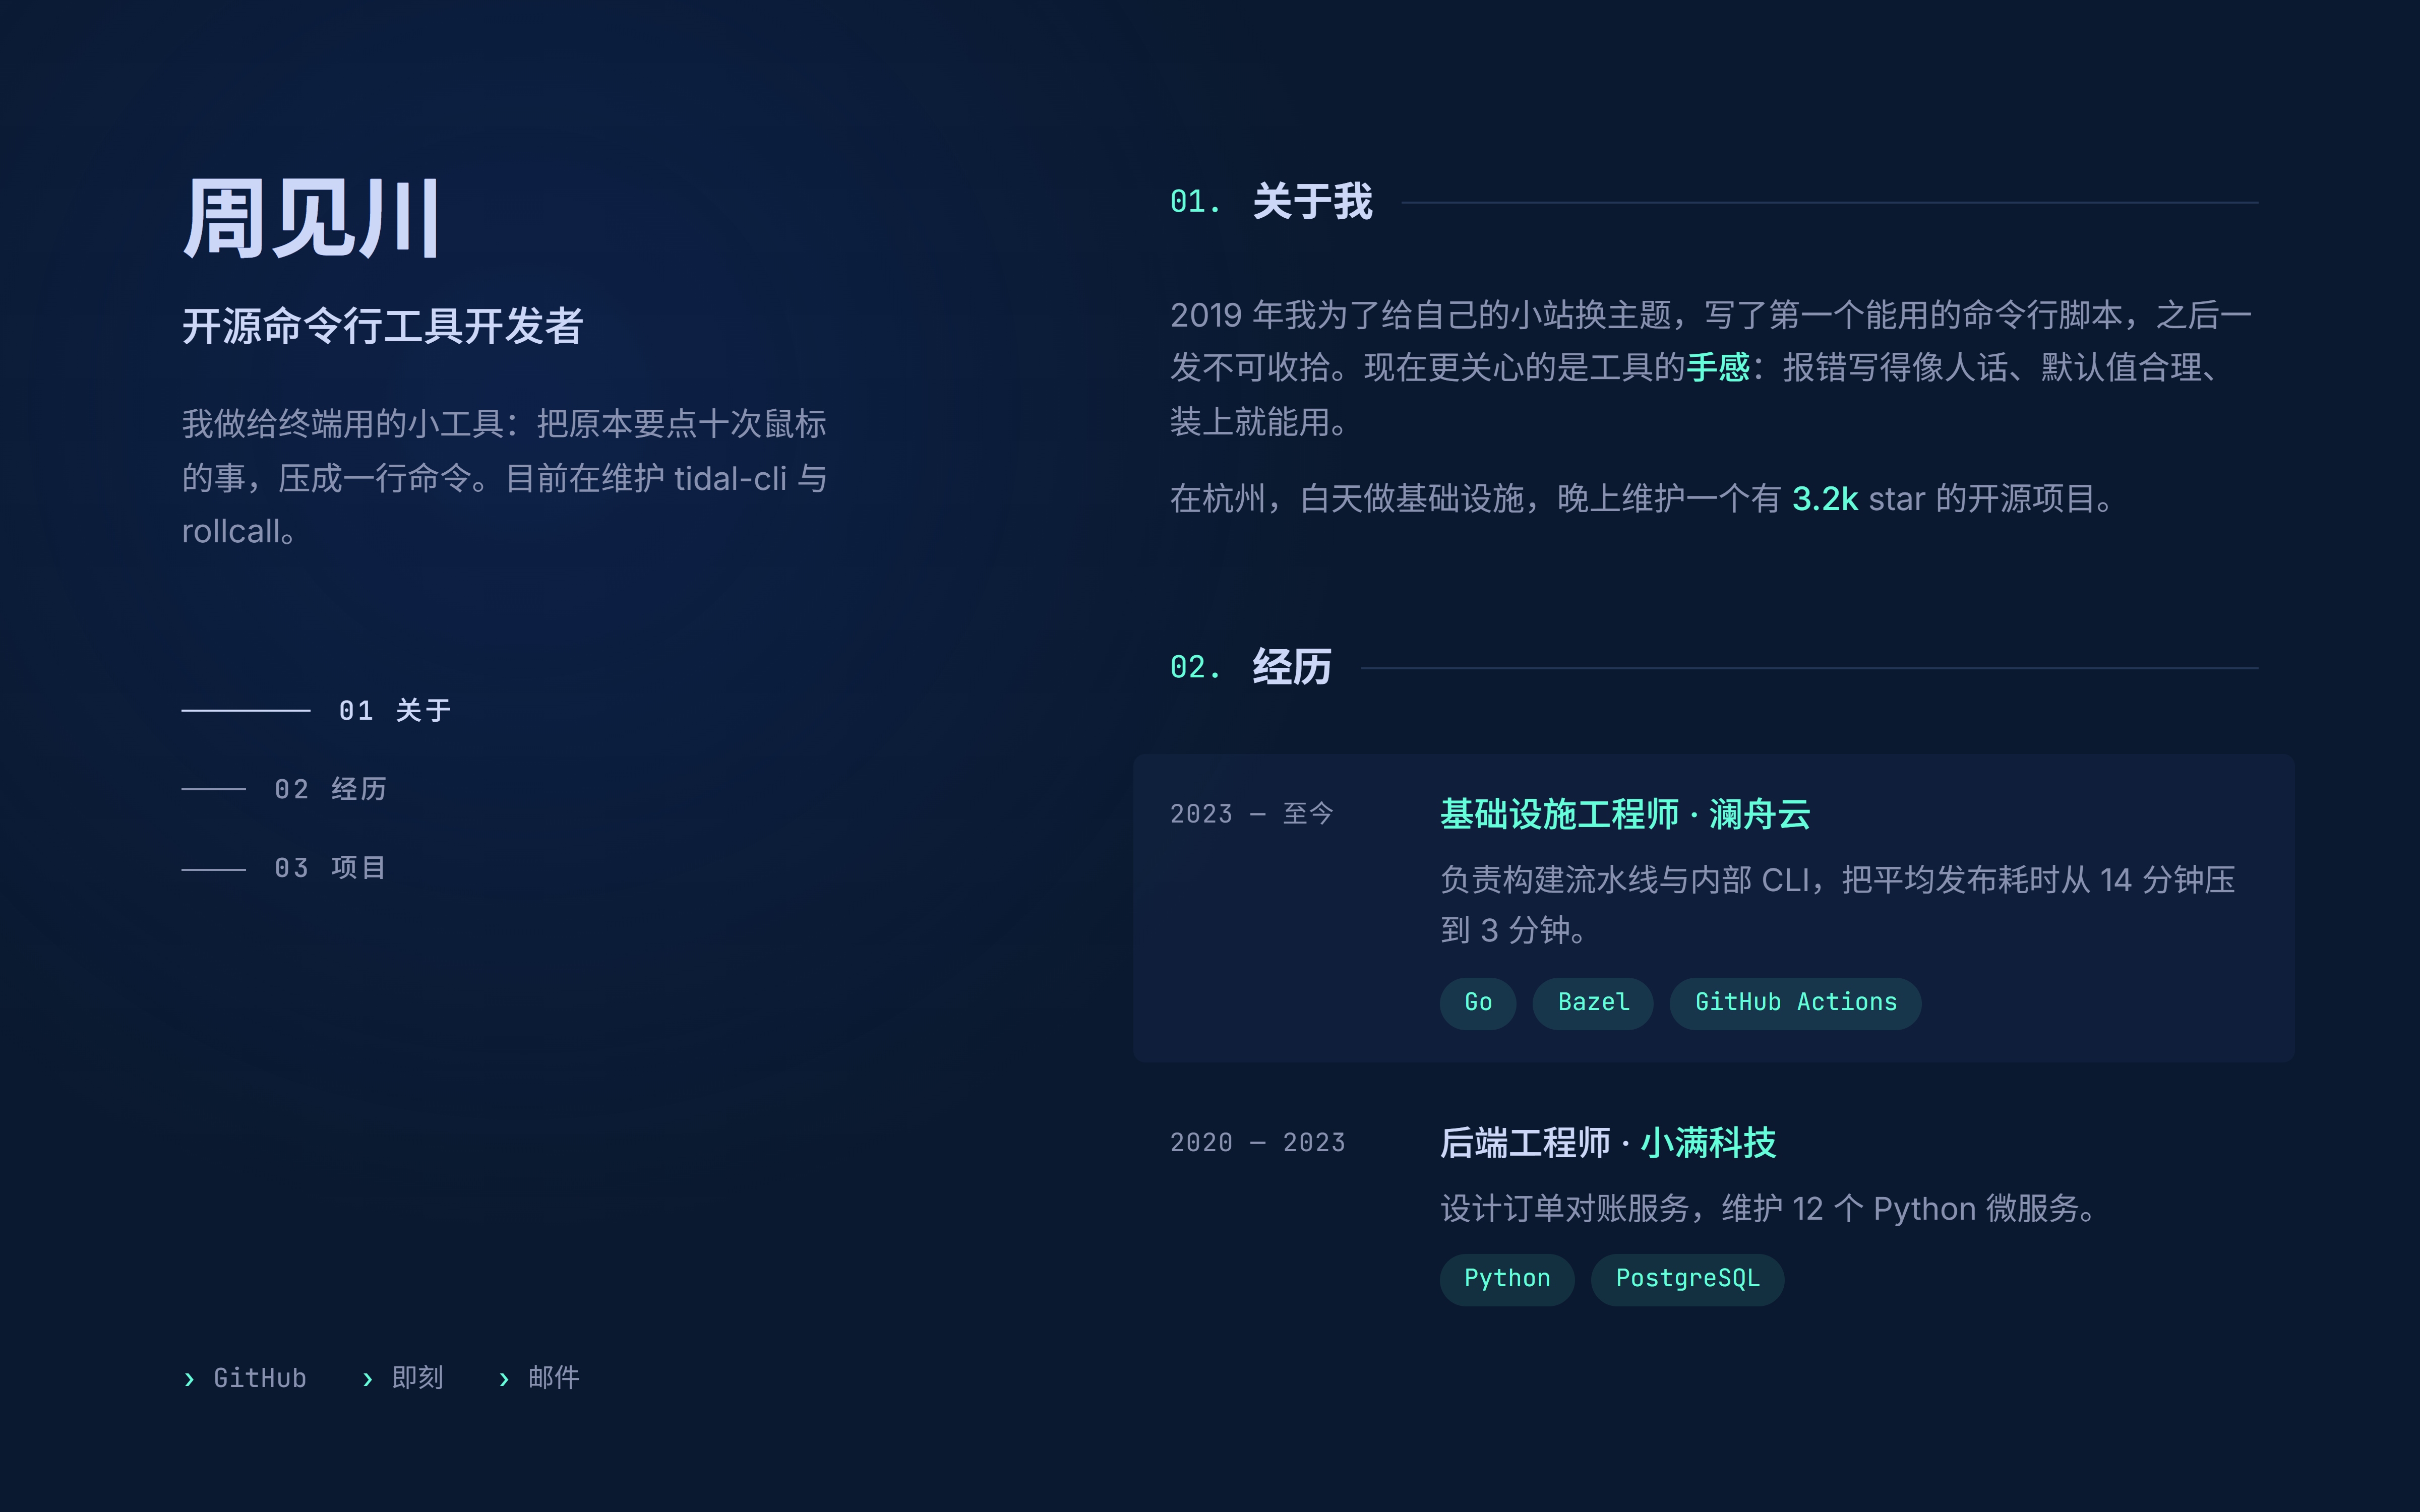 周见川
开源命令行工具开发者
我做给终端用的小工具：把原本要点十次鼠标
的事，压成一行命令。目前在维护 tidal-cli 与
rollcall。
01 关于
02 经历
03 项目
› GitHub › 即刻 › 邮件
01. 关于我
2019 年我为了给自己的小站换主题，写了第一个能用的命令行脚本，之后一
发不可收拾。现在更关心的是工具的手感：报错写得像人话、默认值合理、
装上就能用。
在杭州，白天做基础设施，晚上维护一个有 3.2k star 的开源项目。
02. 经历
2023 — 至今
基础设施工程师 · 澜舟云
负责构建流水线与内部 CLI，把平均发布耗时从 14 分钟压
到 3 分钟。
Go Bazel GitHub Actions
2020 — 2023
后端工程师 · 小满科技
设计订单对账服务，维护 12 个 Python 微服务。
Python PostgreSQL